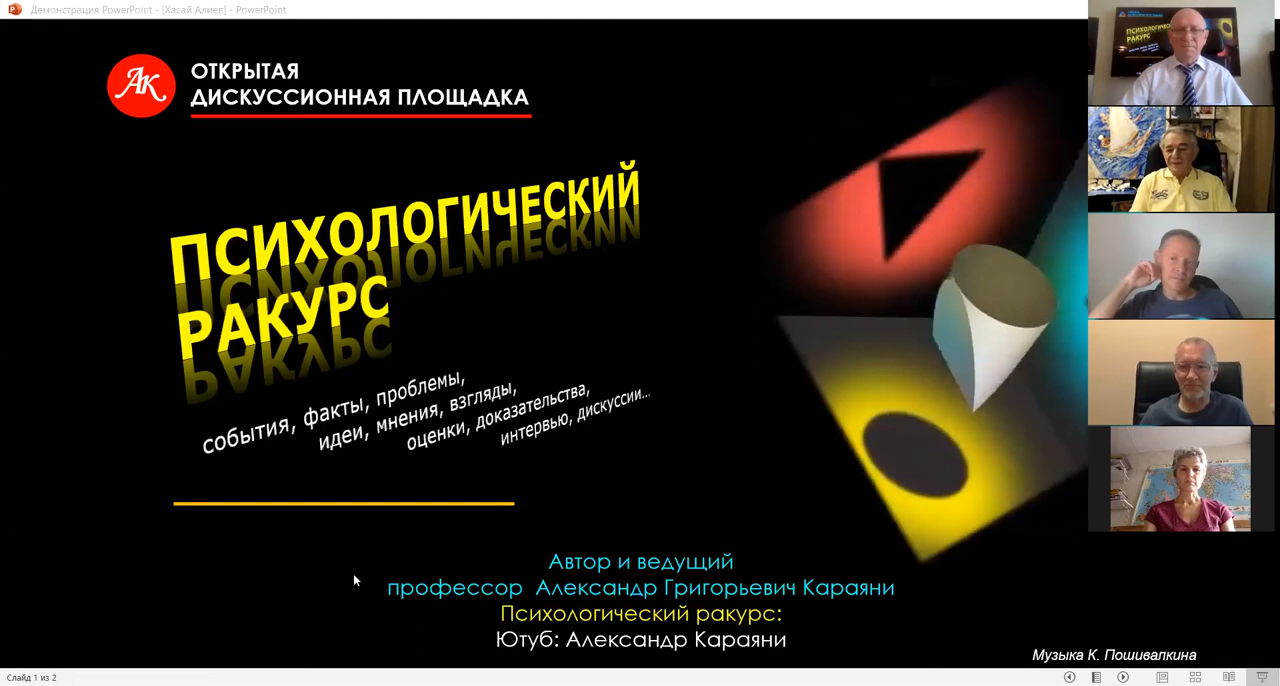 Демонстрация PowerPoint - [Хасай Алиев] - PowerPoint
АК
ОТКРЫТАЯ
ДИСКУССИОННАЯ ПЛОЩАДКА
ПСИХОЛОГИЧЕСКИЙ
РАКУРС
события, факты, проблемы,
идеи, мнения, взгляды,
оценки, доказательства,
интервью, дискуссии...
Автор и ведущий
профессор Александр Григорьевич Караяни
Психологический ракурс:
Ютуб: Александр Караяни
Музыка К. Пошивалкина
Слайд 1 из 2